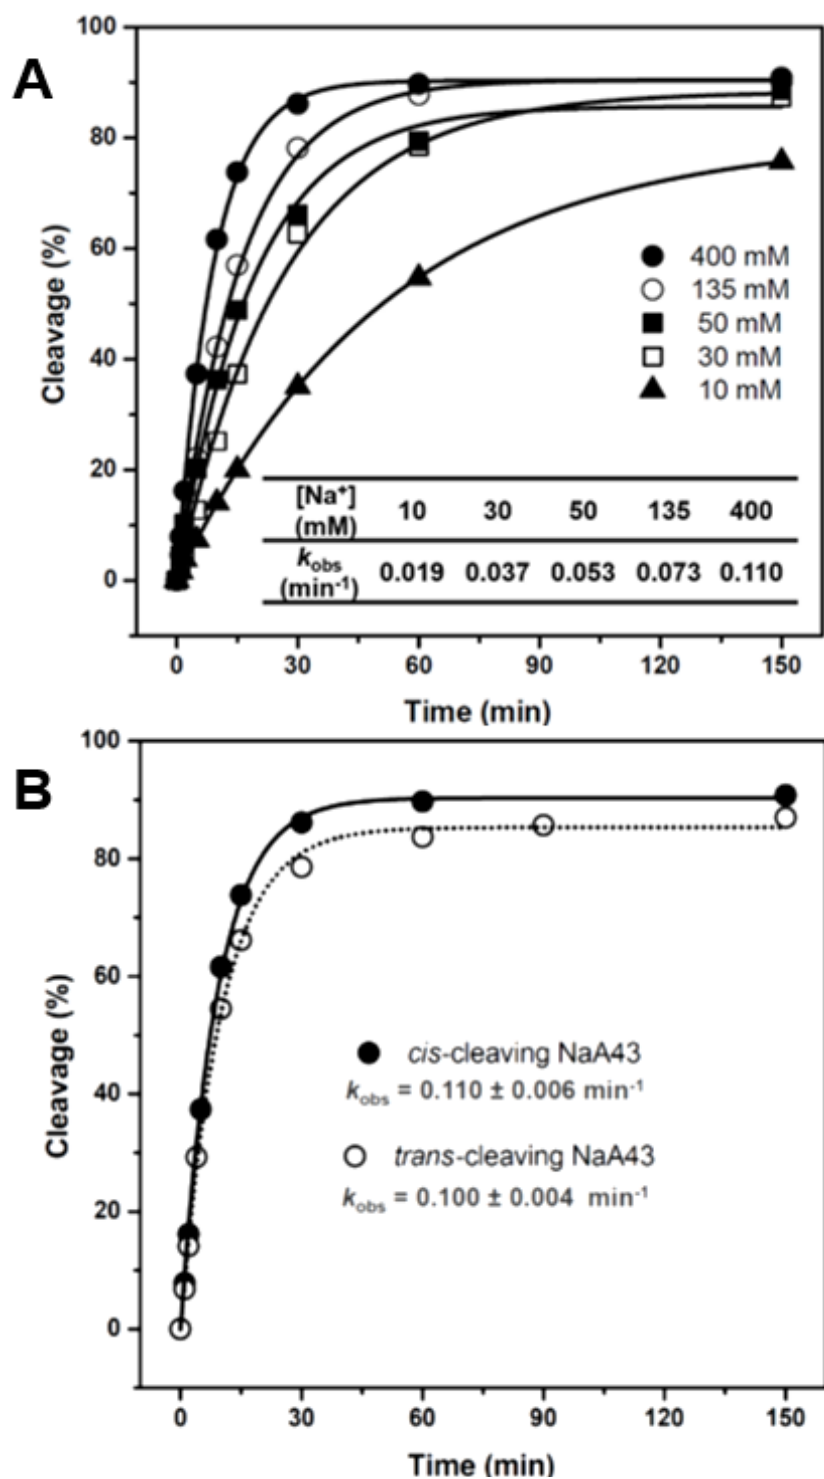 A
100
80
60
40
20
0
Cleavage (%)
400 mM
135 mM
50 mM
30 mM
10 mM
[Na⁺] (mM) 10 30 50 135 400
kobs (min⁻¹) 0.019 0.037 0.053 0.073 0.110
0 30 60 90 120 150
Time (min)
B
100
80
60
40
20
0
Cleavage (%)
cis-cleaving NaA43
kobs = 0.110 ± 0.006 min⁻¹
trans-cleaving NaA43
kobs = 0.100 ± 0.004 min⁻¹
0 30 60 90 120 150
Time (min)